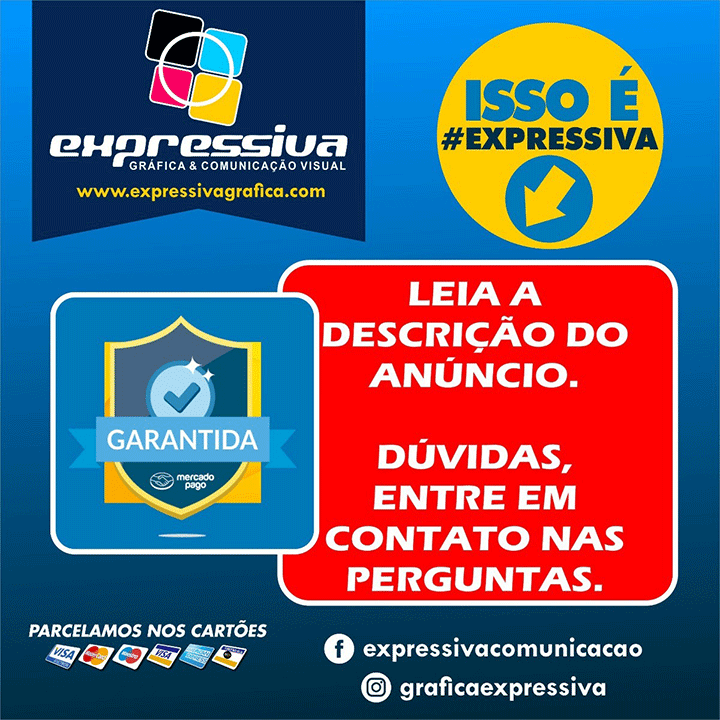 expressiva
GRÁFICA & COMUNICAÇÃO VISUAL
www.expressivagrafica.com
ISSO É
#EXPRESSIVA
LEIA A
DESCRIÇÃO DO
ANÚNCIO.
DÚVIDAS,
ENTRE EM
CONTATO NAS
PERGUNTAS.
GARANTIDA
mercado
pago
PARCELAMOS NOS CARTÕES
VISA
expressivacomunicacao
graficaexpressiva